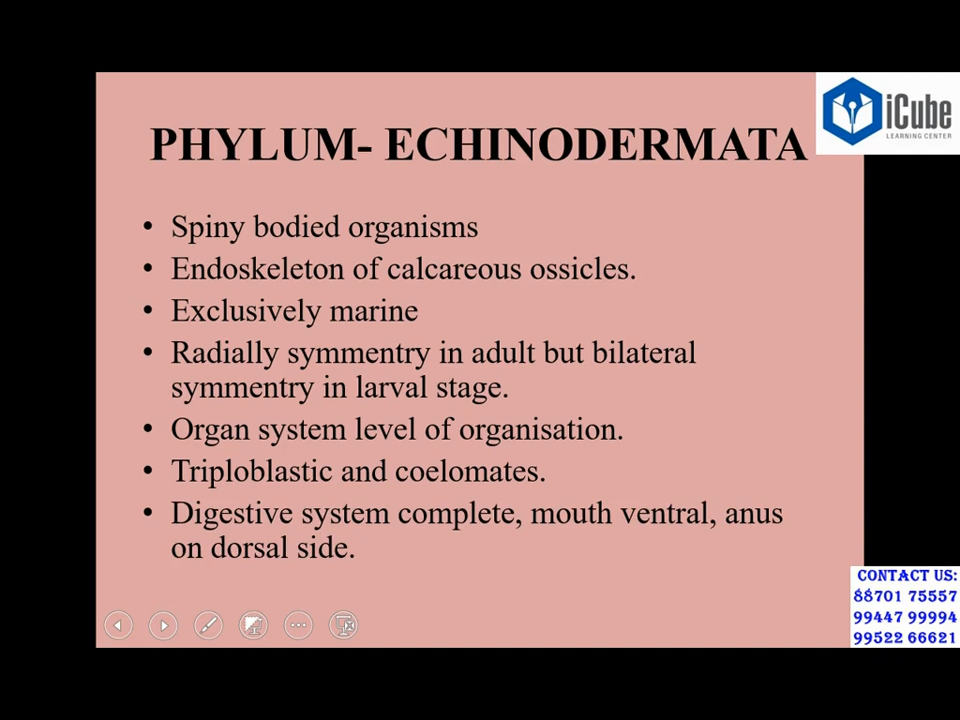 iCube
LEARNING CENTER
PHYLUM- ECHINODERMATA
• Spiny bodied organisms
• Endoskeleton of calcareous ossicles.
• Exclusively marine
• Radially symmentry in adult but bilateral
symmentry in larval stage.
• Organ system level of organisation.
• Triploblastic and coelomates.
• Digestive system complete, mouth ventral, anus
on dorsal side.
CONTACT US:
88701 75557
99447 99994
99522 66621